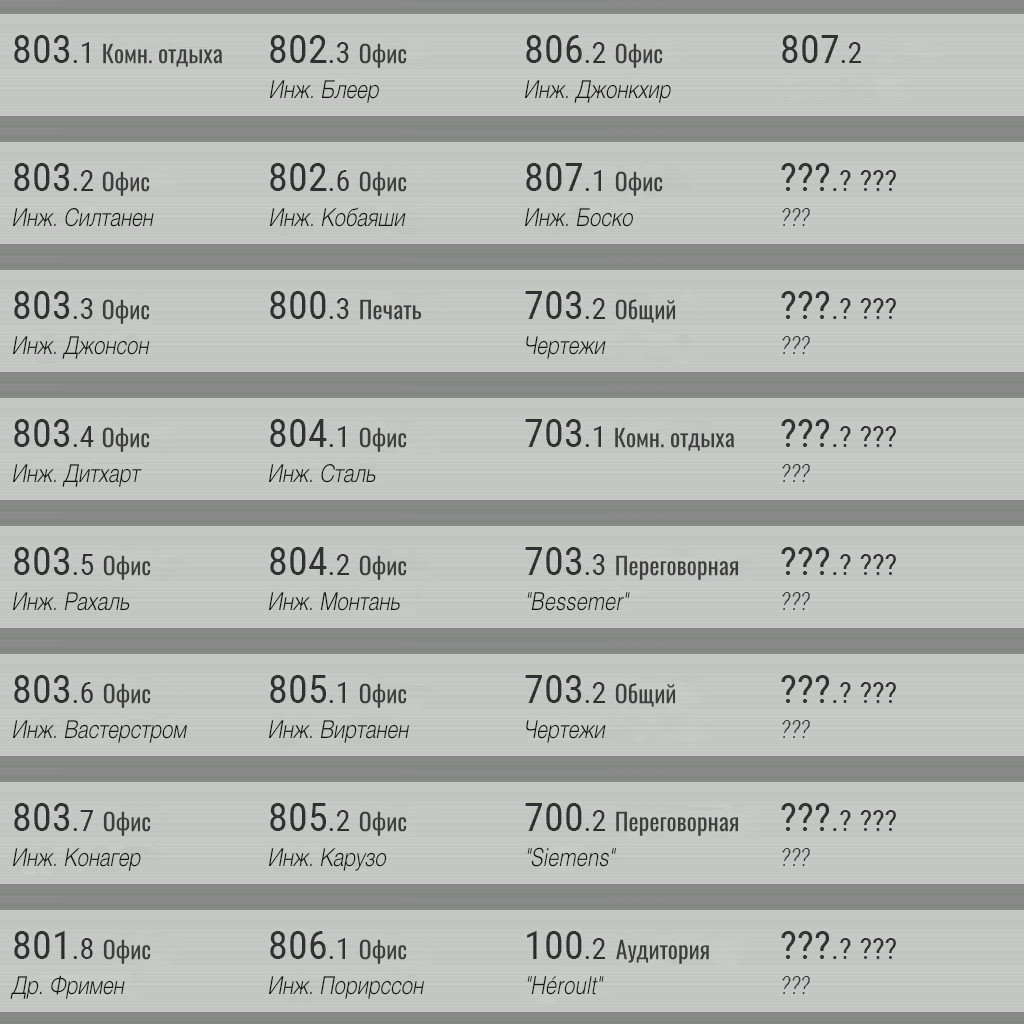 803.1 Комн. отдыха
802.3 Офис
Инж. Блеер
806.2 Офис
Инж. Джонкхир
807.2
803.2 Офис
Инж. Силтанен
802.6 Офис
Инж. Кобаяши
807.1 Офис
Инж. Боско
???.? ???
???
803.3 Офис
Инж. Джонсон
800.3 Печать
703.2 Общий
Чертежи
???.? ???
???
803.4 Офис
Инж. Дитхарт
804.1 Офис
Инж. Сталь
703.1 Комн. отдыха
???.? ???
???
803.5 Офис
Инж. Рахаль
804.2 Офис
Инж. Монтань
703.3 Переговорная
"Bessemer"
???.? ???
???
803.6 Офис
Инж. Вастерстром
805.1 Офис
Инж. Виртанен
703.2 Общий
Чертежи
???.? ???
???
803.7 Офис
Инж. Конагер
805.2 Офис
Инж. Карузо
700.2 Переговорная
"Siemens"
???.? ???
???
801.8 Офис
Др. Фримен
806.1 Офис
Инж. Порирссон
100.2 Аудитория
"Héroult"
???.? ???
???